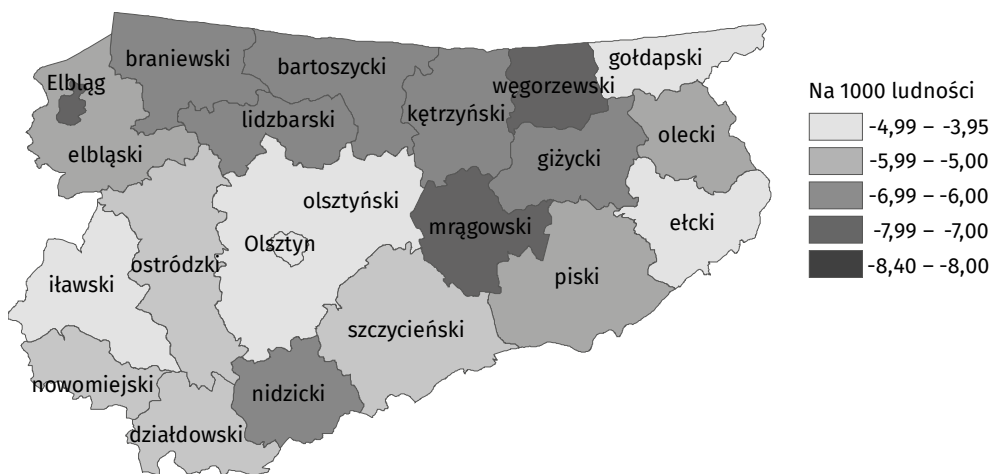 gołdapski
braniewski
bartoszycki
Elbląg
węgorzewski
kętrzyński
lidzbarski
olecki
elbląski
giżycki
olsztyński
mrągowski
ełcki
Olsztyn
ostródzki
iławski
piski
szczycieński
nowomiejski
nidzicki
działdowski
Na 1000 ludności
-4,99 – -3,95
-5,99 – -5,00
-6,99 – -6,00
-7,99 – -7,00
-8,40 – -8,00